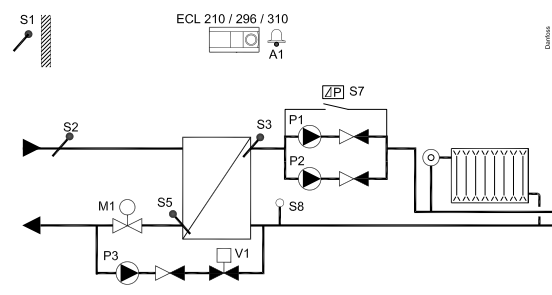 S1
ECL 210 / 296 / 310
A1
Danfoss
P S7
S2
S3
P1
P2
M1
S5
S8
P3
V1